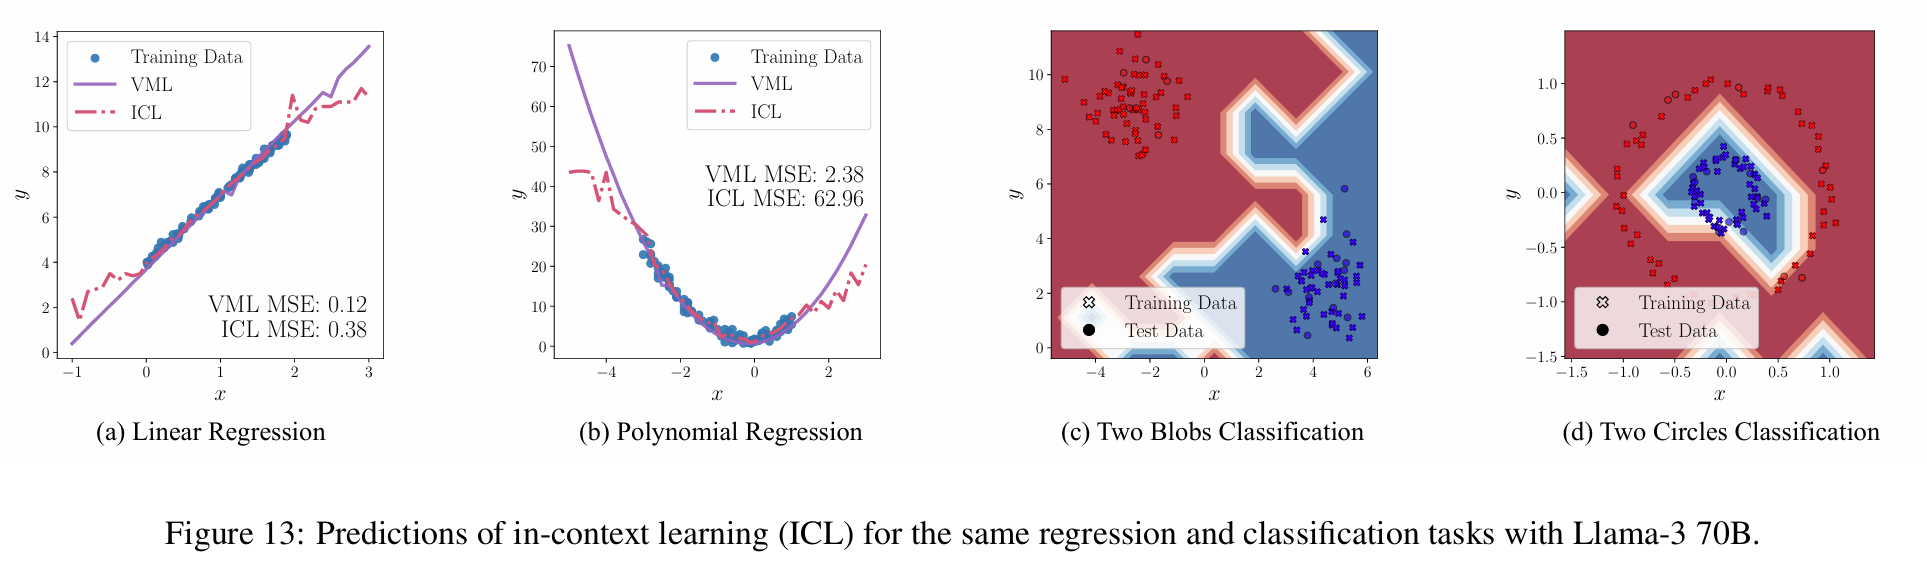 14
12
10
8
6
4
2
0
y
Training Data
VML
ICL
VML MSE: 0.12
ICL MSE: 0.38
−1 0 1 2 3
x
(a) Linear Regression
70
60
50
40
30
20
10
0
y
Training Data
VML
ICL
VML MSE: 2.38
ICL MSE: 62.96
−4 −2 0 2
x
(b) Polynomial Regression
10
8
6
4
2
0
y
Training Data
Test Data
−4 −2 0 2 4 6
x
(c) Two Blobs Classification
1.0
0.5
0.0
−0.5
−1.0
−1.5
y
Training Data
Test Data
−1.5 −1.0 −0.5 0.0 0.5 1.0
x
(d) Two Circles Classification
Figure 13: Predictions of in-context learning (ICL) for the same regression and classification tasks with Llama-3 70B.